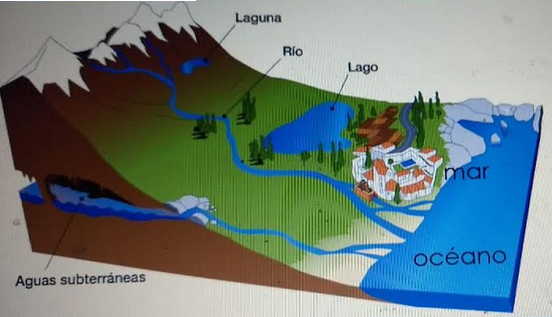 Laguna
Río
Lago
mar
océano
Aguas subterráneas